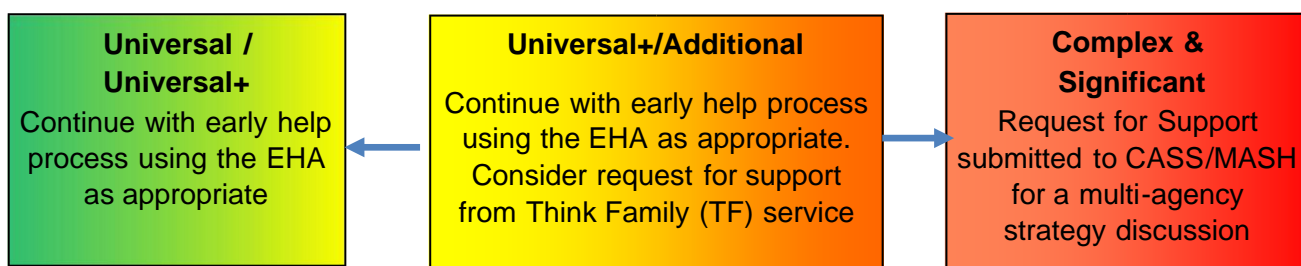 Universal /
Universal+
Continue with early help
process using the EHA
as appropriate
Universal+/Additional
Continue with early help process
using the EHA as appropriate.
Consider request for support
from Think Family (TF) service
Complex &
Significant
Request for Support
submitted to CASS/MASH
for a multi-agency
strategy discussion